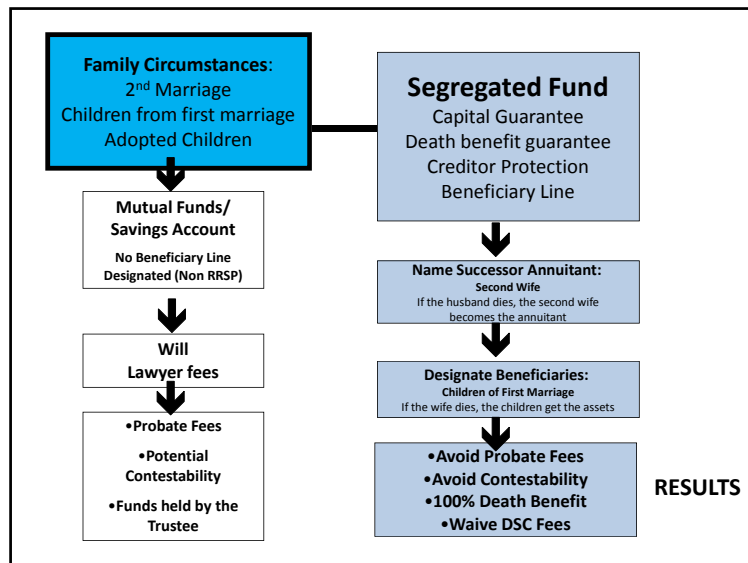 Family Circumstances:
2nd Marriage
Children from first marriage
Adopted Children
Mutual Funds/
Savings Account
No Beneficiary Line
Designated (Non RRSP)
Will
Lawyer fees
•Probate Fees
•Potential
Contestability
•Funds held by the
Trustee
Segregated Fund
Capital Guarantee
Death benefit guarantee
Creditor Protection
Beneficiary Line
Name Successor Annuitant:
Second Wife
If the husband dies, the second wife
becomes the annuitant
Designate Beneficiaries:
Children of First Marriage
If the wife dies, the children get the assets
•Avoid Probate Fees
•Avoid Contestability
•100% Death Benefit
•Waive DSC Fees
RESULTS